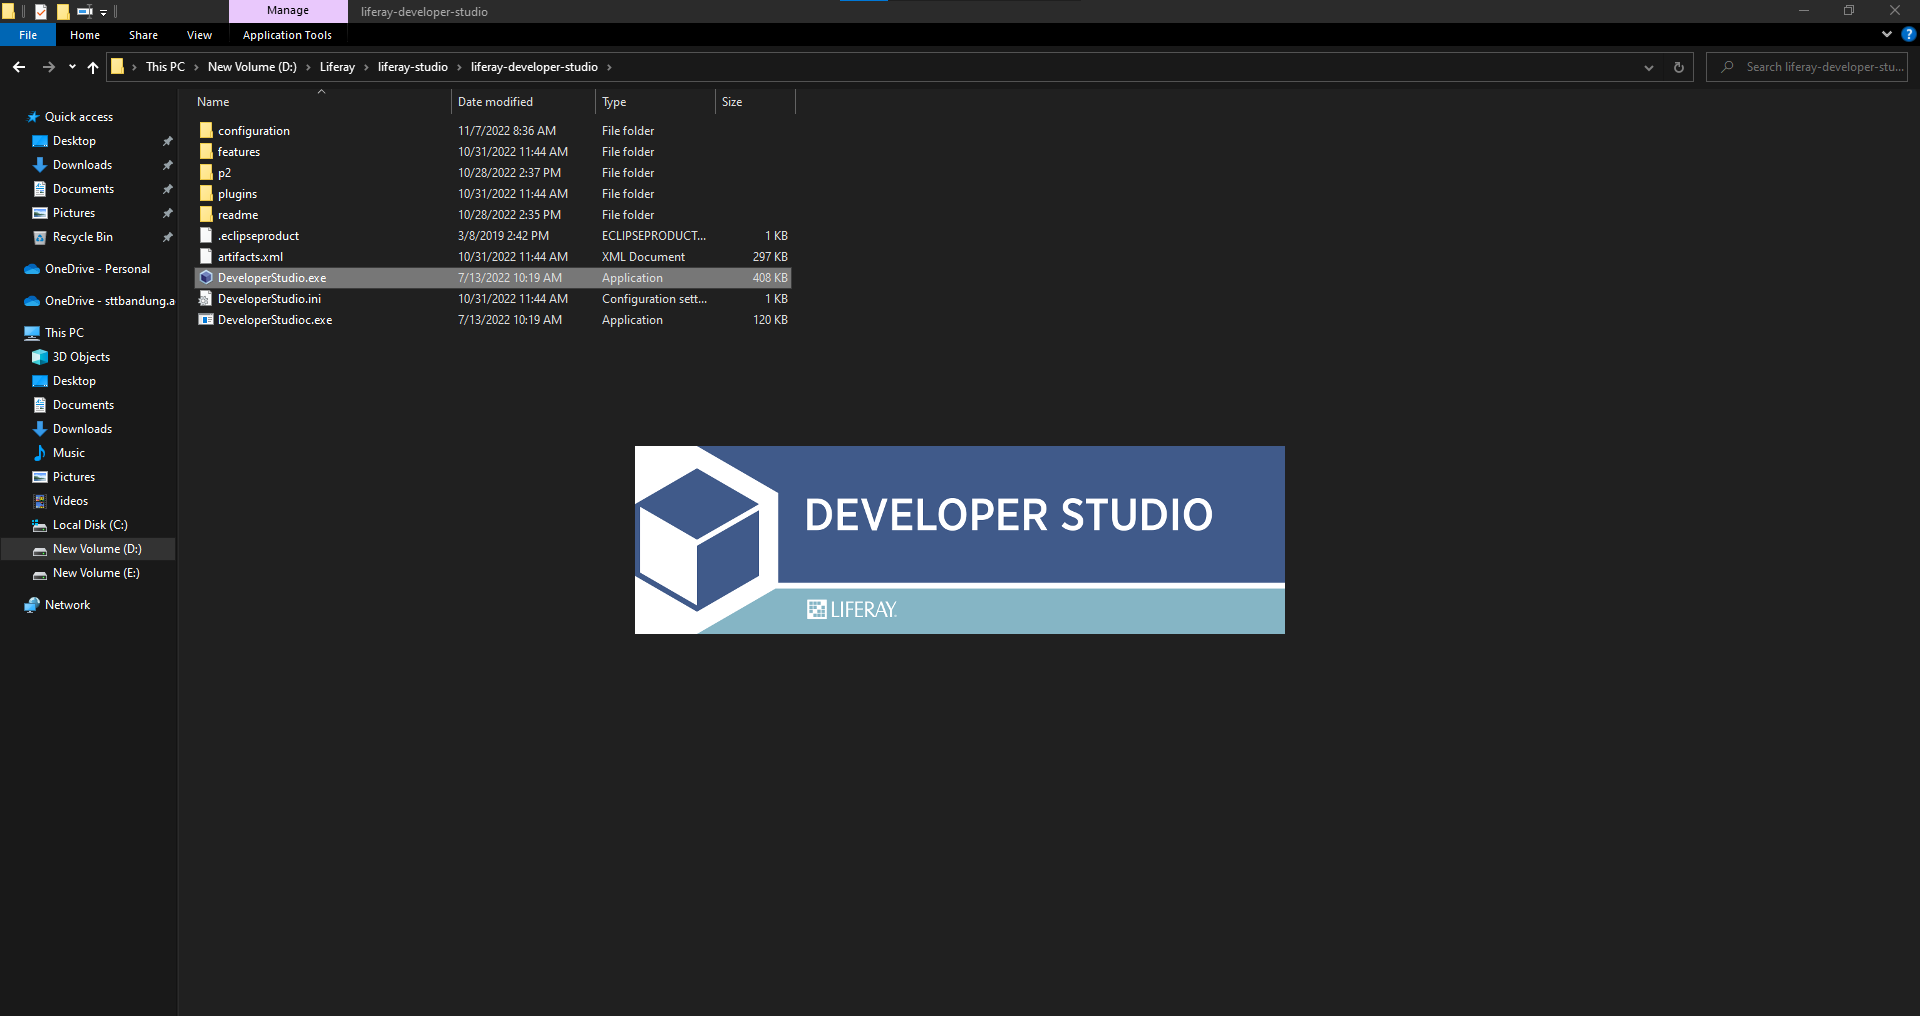 Manage
liferay-developer-studio
File
Home
Share
View
Application Tools
?
This PC
New Volume (D:)
Liferay
liferay-studio
liferay-developer-studio
Search liferay-developer-stu...
Name
Date modified
Type
Size
configuration 11/7/2022 8:36 AM File folder
features 10/31/2022 11:44 AM File folder
p2 10/28/2022 2:37 PM File folder
plugins 10/31/2022 11:44 AM File folder
readme 10/28/2022 2:35 PM File folder
.eclipseproduct 3/8/2019 2:42 PM ECLIPSEPRODUCT... 1 KB
artifacts.xml 10/31/2022 11:44 AM XML Document 297 KB
DeveloperStudio.exe 7/13/2022 10:19 AM Application 408 KB
DeveloperStudio.ini 10/31/2022 11:44 AM Configuration sett... 1 KB
DeveloperStudioc.exe 7/13/2022 10:19 AM Application 120 KB
Quick access
Desktop
Downloads
Documents
Pictures
Recycle Bin
OneDrive - Personal
OneDrive - sttbandung.a
This PC
3D Objects
Desktop
Documents
Downloads
Music
Pictures
Videos
Local Disk (C:)
New Volume (D:)
New Volume (E:)
Network
DEVELOPER STUDIO
LIFERAY.